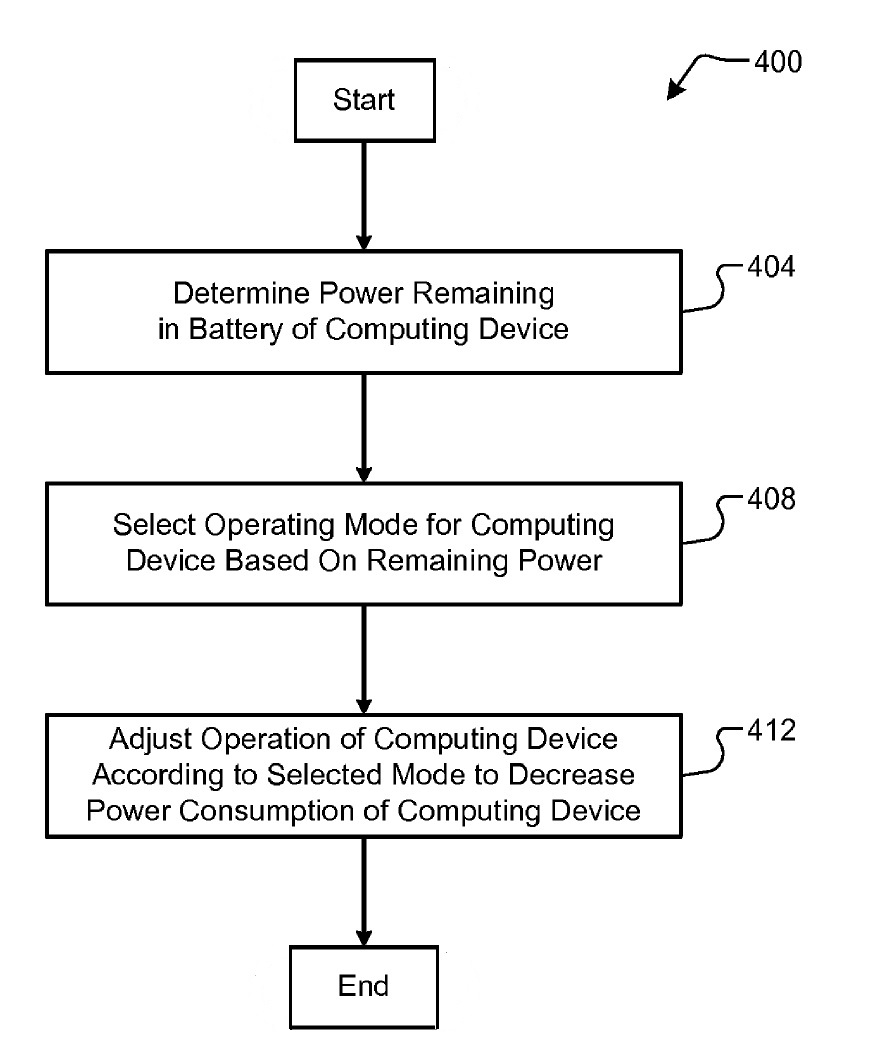 400
Start
404
Determine Power Remaining
in Battery of Computing Device
408
Select Operating Mode for Computing
Device Based On Remaining Power
412
Adjust Operation of Computing Device
According to Selected Mode to Decrease
Power Consumption of Computing Device
End